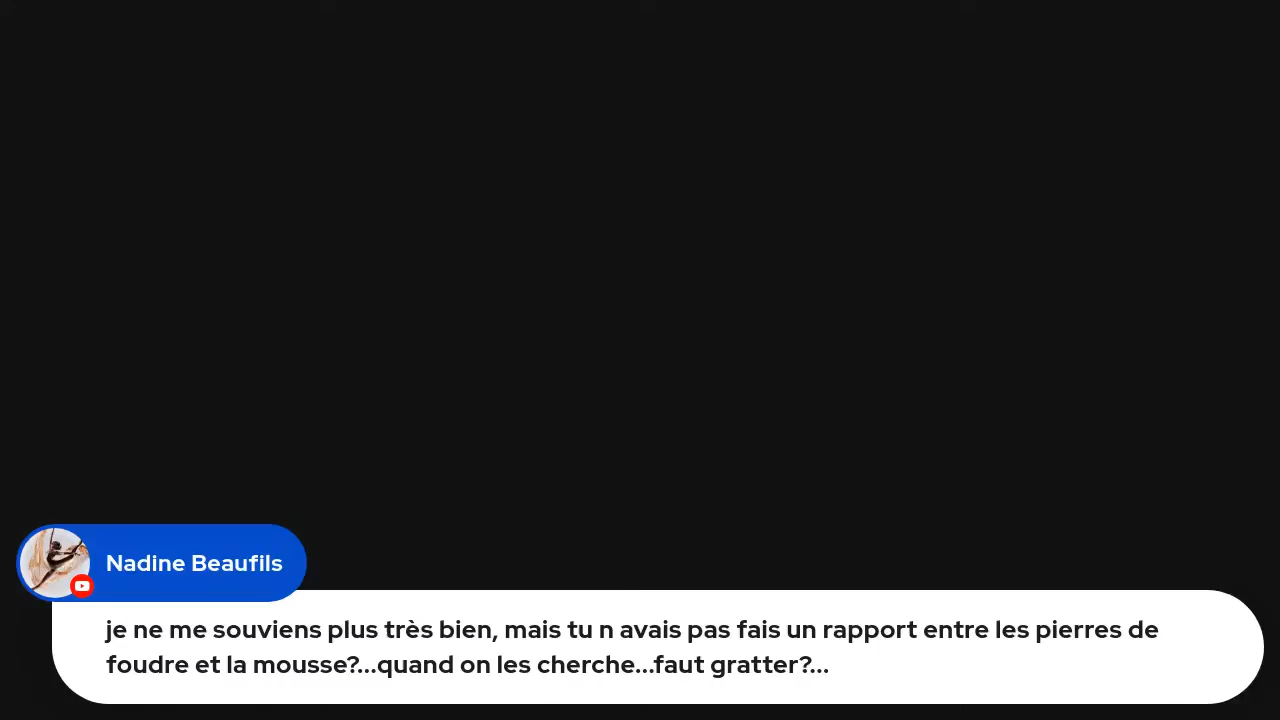 Nadine Beaufils
je ne me souviens plus très bien, mais tu n avais pas fais un rapport entre les pierres de
foudre et la mousse?...quand on les cherche...faut gratter?...